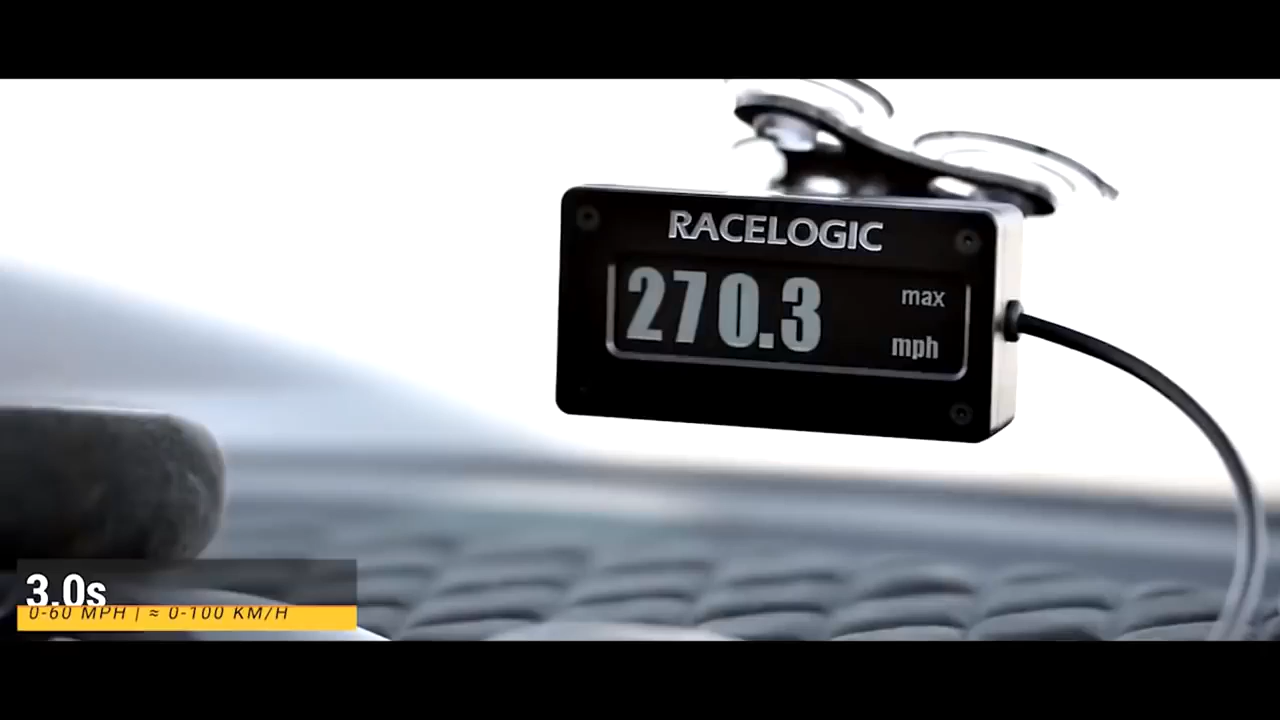 RACELOGIC
270.3
max
mph
3.0s
0-60 MPH | ≈ 0-100 KM/H